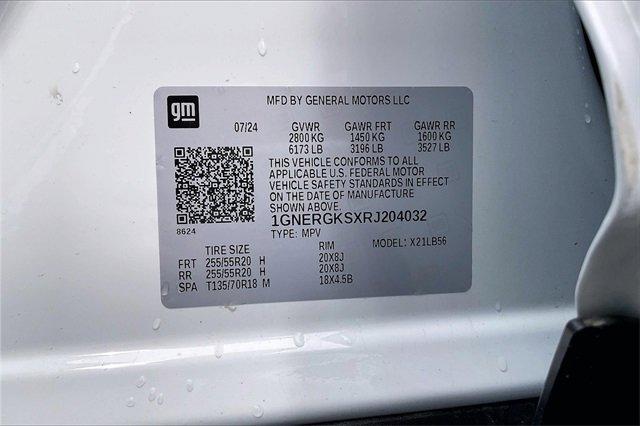 gm
MFD BY GENERAL MOTORS LLC
07/24 GVWR GAWR FRT GAWR RR
2800 KG 1450 KG 1600 KG
6173 LB 3196 LB 3527 LB
THIS VEHICLE CONFORMS TO ALL
APPLICABLE U.S. FEDERAL MOTOR
VEHICLE SAFETY STANDARDS IN EFFECT
ON THE DATE OF MANUFACTURE
SHOWN ABOVE.
1GNERGKSXRJ204032
8624 TYPE: MPV MODEL: X21LB56
TIRE SIZE RIM
FRT 255/55R20 H 20X8J
RR 255/55R20 H 20X8J
SPA T135/70R18 M 18X4.5B